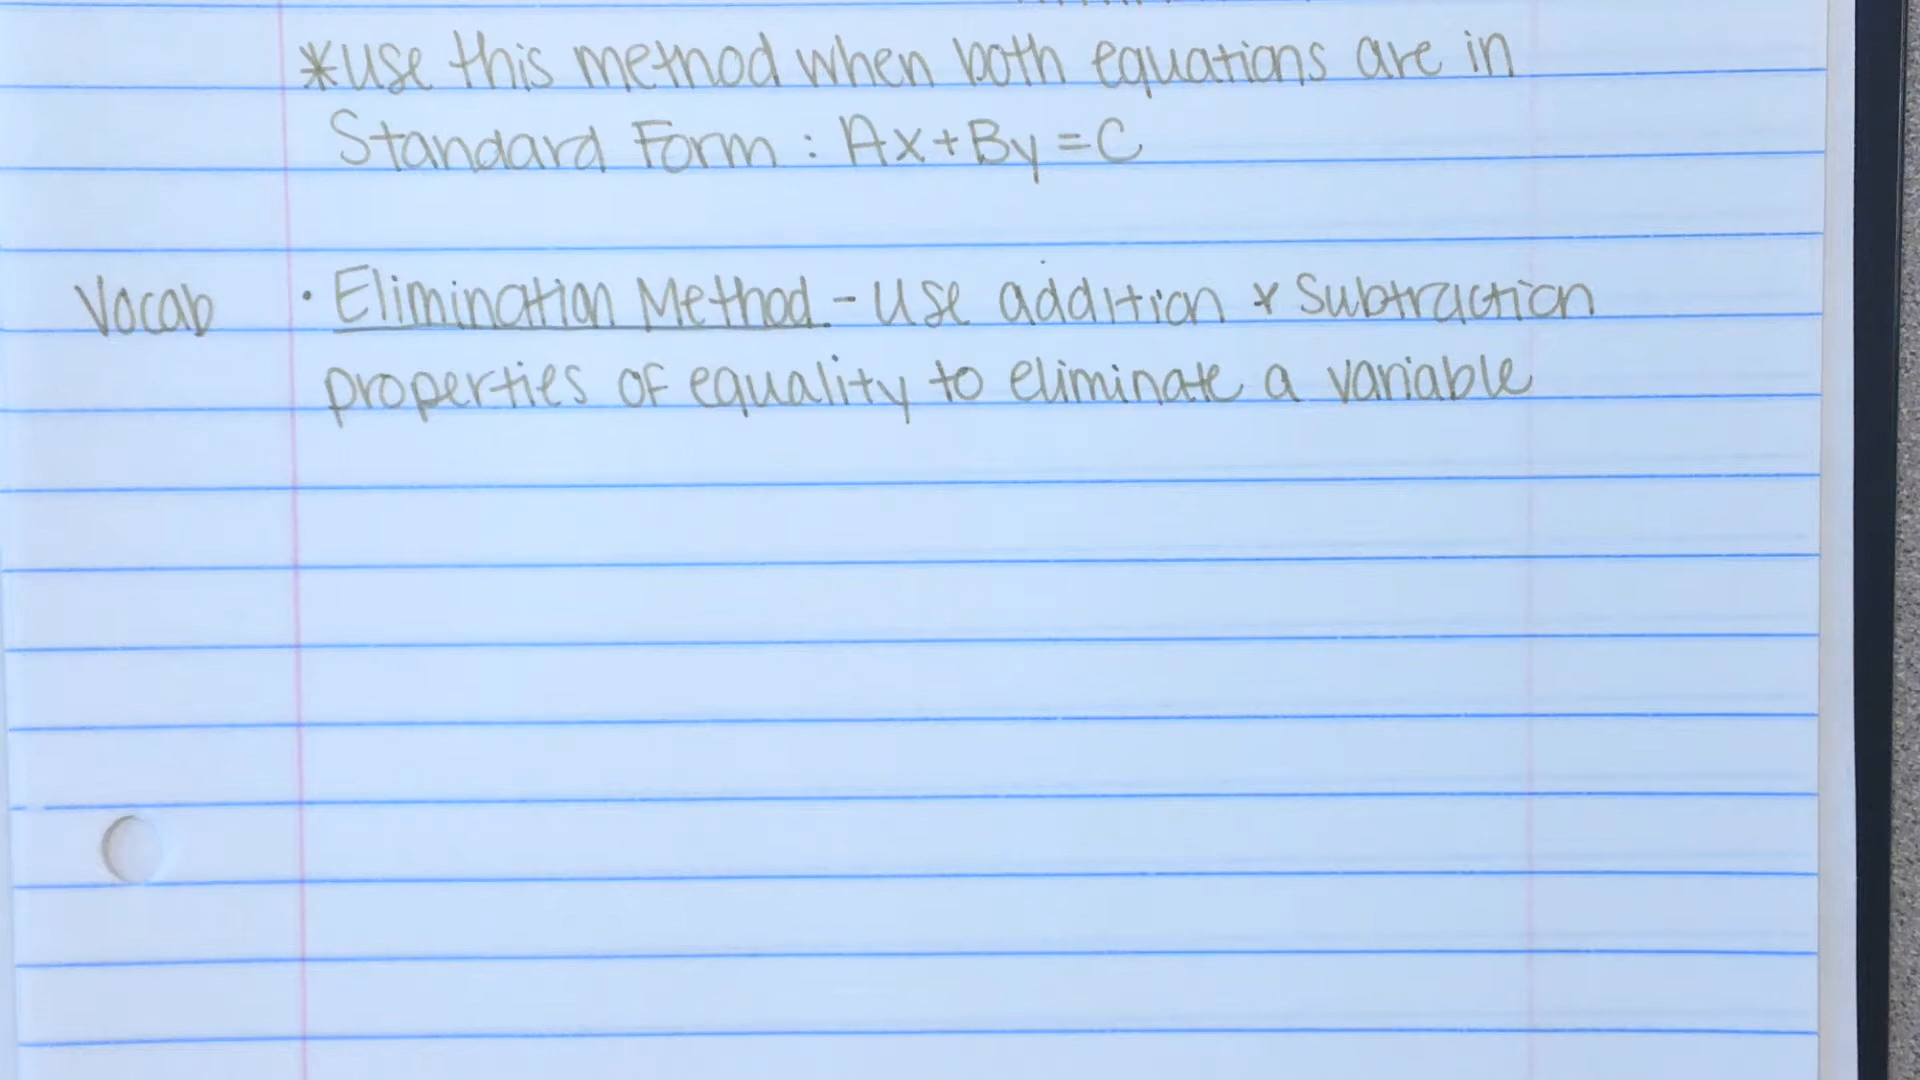 *use this method when both equations are in
Standard Form : Ax+By=C
Vocab · Elimination Method - Use addition & Subtraction
properties of equality to eliminate a variable